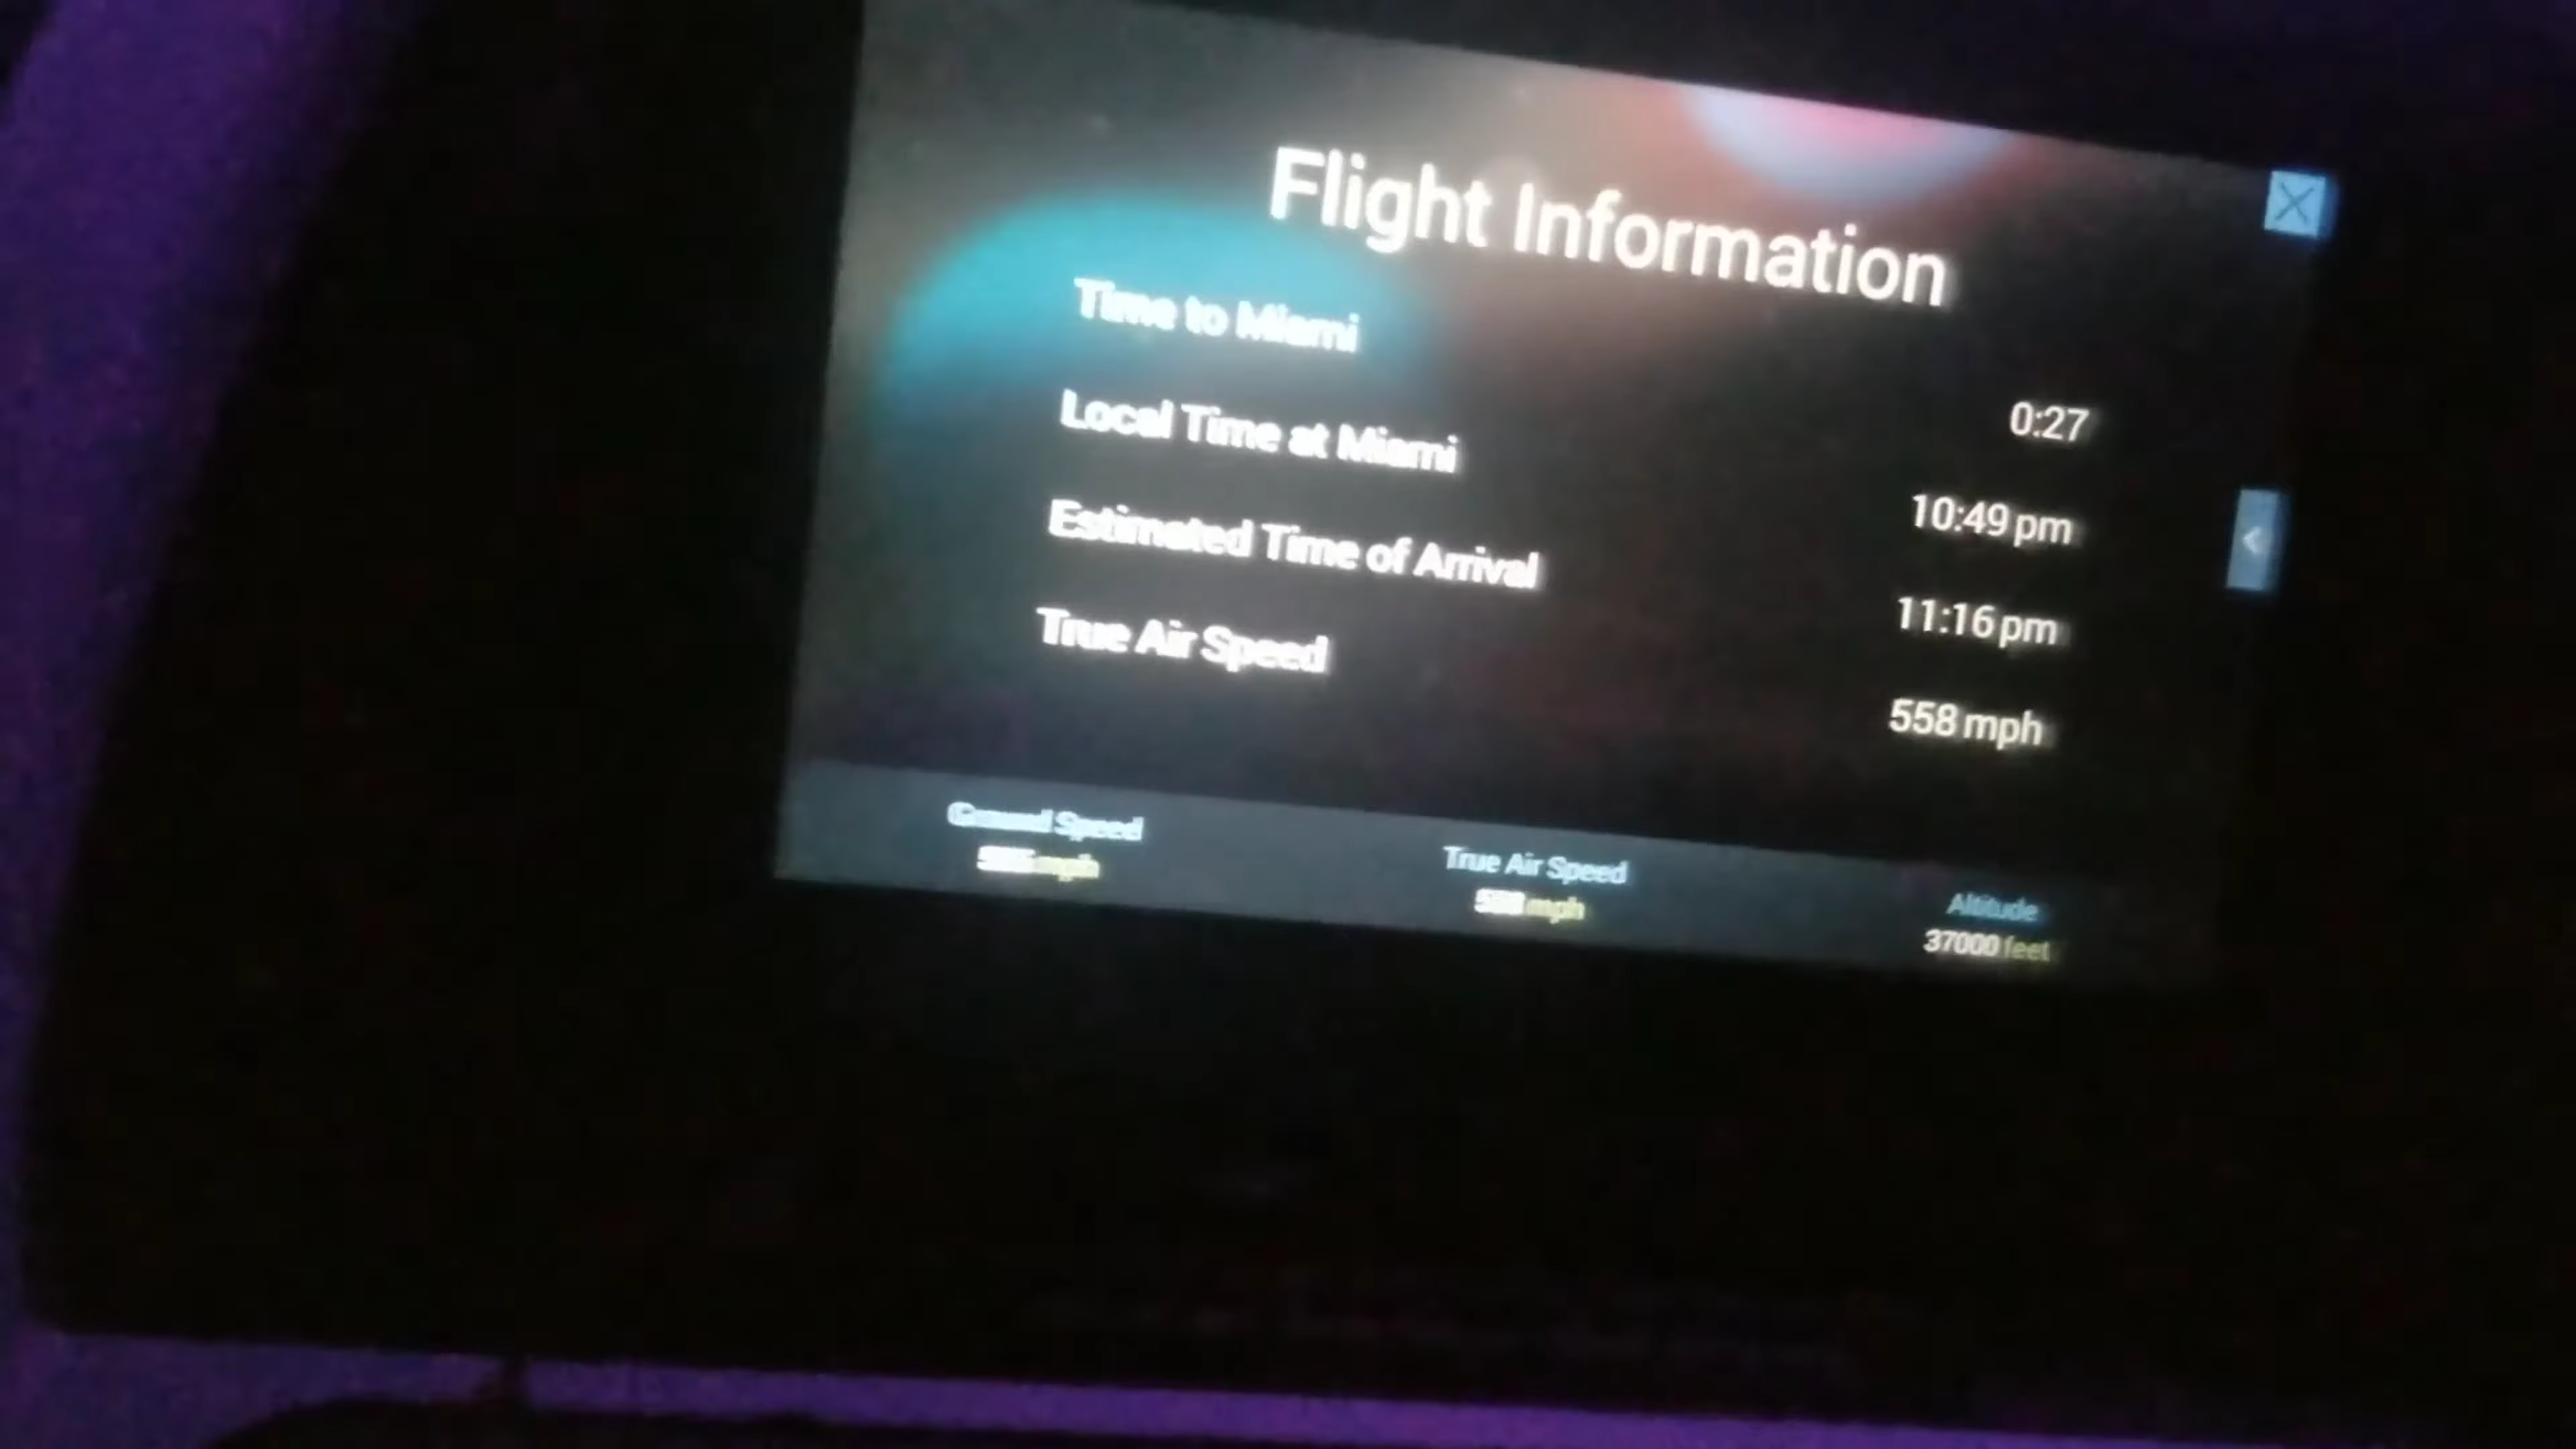 Flight Information
Time to Miami 0:27
Local Time at Miami 10:49 pm
Estimated Time of Arrival 11:16 pm
True Air Speed 558 mph
Ground Speed True Air Speed Altitude
mph mph 37000 feet